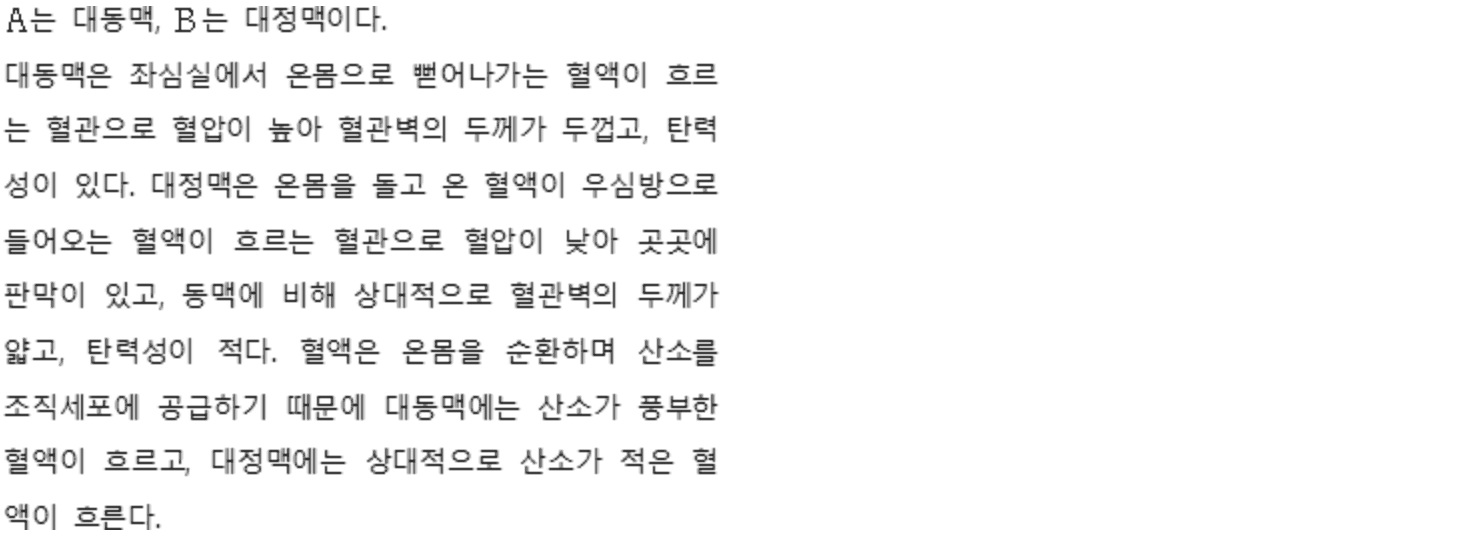 A는 대동맥, B는 대정맥이다.
대동맥은 좌심실에서 온몸으로 뻗어나가는 혈액이 흐르
는 혈관으로 혈압이 높아 혈관벽의 두께가 두껍고, 탄력
성이 있다. 대정맥은 온몸을 돌고 온 혈액이 우심방으로
들어오는 혈액이 흐르는 혈관으로 혈압이 낮아 곳곳에
판막이 있고, 동맥에 비해 상대적으로 혈관벽의 두께가
얇고, 탄력성이 적다. 혈액은 온몸을 순환하며 산소를
조직세포에 공급하기 때문에 대동맥에는 산소가 풍부한
혈액이 흐르고, 대정맥에는 상대적으로 산소가 적은 혈
액이 흐른다.